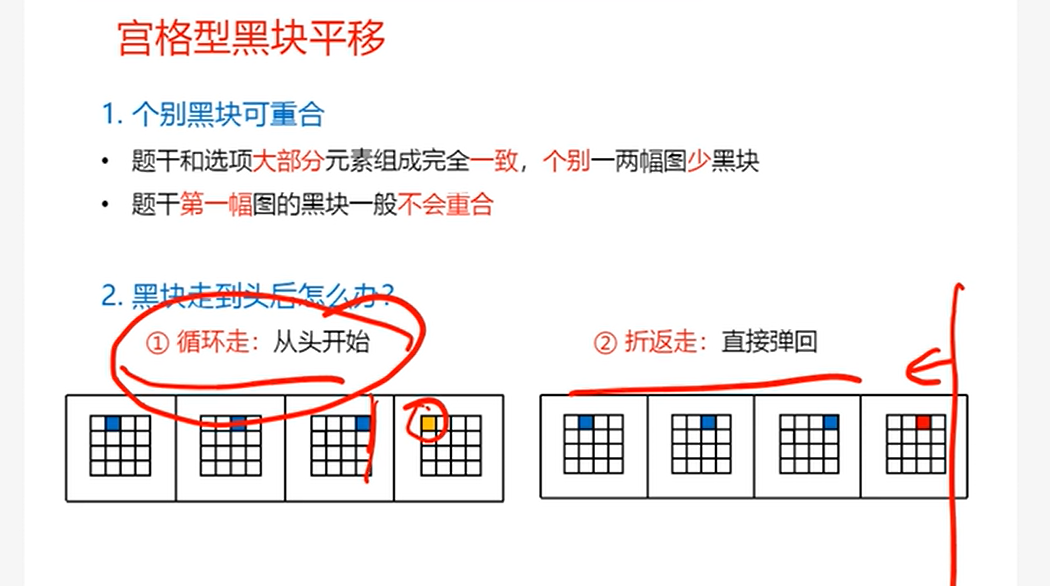 宫格型黑块平移
1. 个别黑块可重合
• 题干和选项大部分元素组成完全一致，个别一两幅图少黑块
• 题干第一幅图的黑块一般不会重合
2. 黑块走到头后怎么办？
① 循环走：从头开始
② 折返走：直接弹回